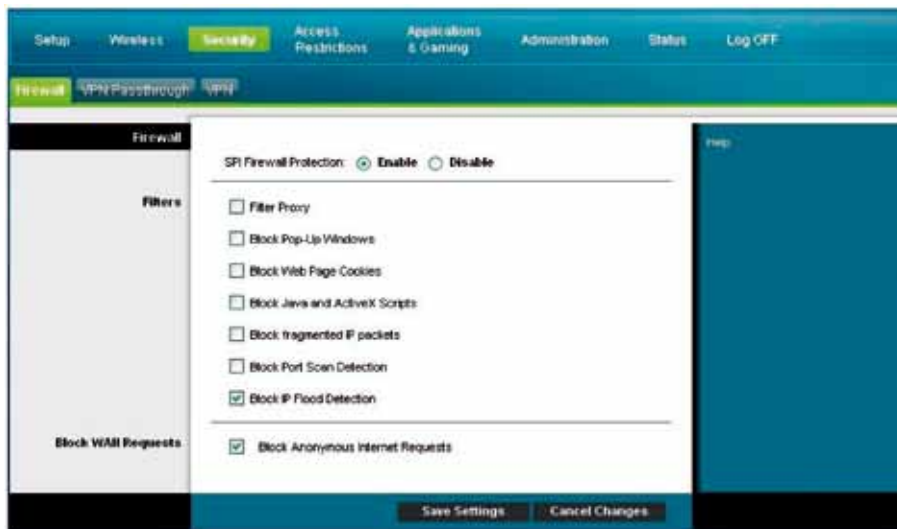 Setup Wireless Security Access Restrictions Applications & Gaming Administration Status Log OFF
Firewall VPN Passthrough VPN
Firewall
SPI Firewall Protection: Enable Disable
Filters
Filter Proxy
Block Pop-Up Windows
Block Web Page Cookies
Block Java and ActiveX Scripts
Block fragmented IP packets
Block Port Scan Detection
Block IP Flood Detection
Block WAN Requests
Block Anonymous Internet Requests
Help
Save Settings Cancel Changes